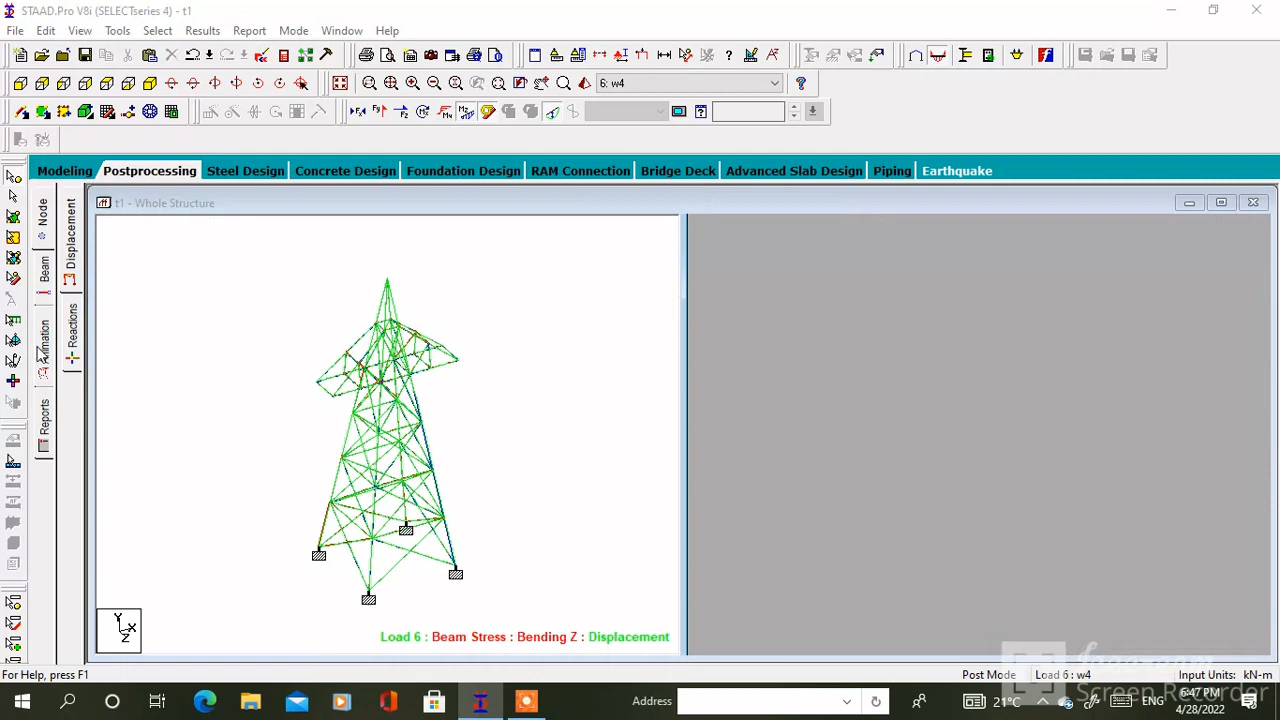 STAAD.Pro V8i (SELECTseries 4) - t1
File Edit View Tools Select Results Report Mode Window Help
6: w4
Modeling Postprocessing Steel Design Concrete Design Foundation Design RAM Connection Bridge Deck Advanced Slab Design Piping Earthquake
t1 - Whole Structure
Node
Beam
Animation
Reports
Displacement
Reactions
Y
X
Z
Load 6 : Beam Stress : Bending Z : Displacement
For Help, press F1
Post Mode Load 6 : w4 Input Units: kN-m
Screen Recorder
Address
21°C
ENG
6:47 PM
4/28/2022